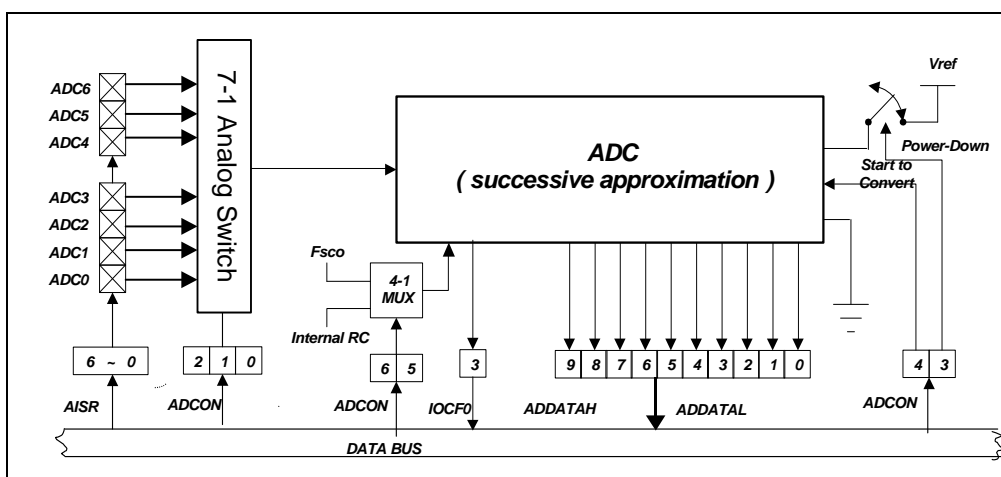 ADC6
ADC5
ADC4
ADC3
ADC2
ADC1
ADC0
7-1 Analog Switch
ADC
( successive approximation )
Vref
Power-Down
Start to
Convert
Fsco
4-1
MUX
Internal RC
6 ~ 0
2 1 0
6 5
3
9 8 7 6 5 4 3 2 1 0
4 3
AISR
ADCON
ADCON
IOCF0
ADDATAH
ADDATAL
ADCON
DATA BUS